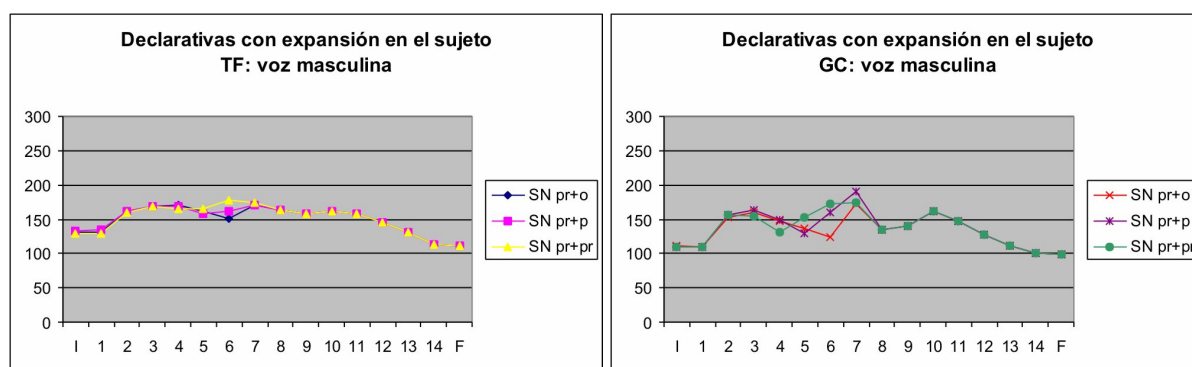 Declarativas con expansión en el sujeto
TF: voz masculina
300
250
200
150
100
50
0
I 1 2 3 4 5 6 7 8 9 10 11 12 13 14 F
SN pr+o
SN pr+p
SN pr+pr
Declarativas con expansión en el sujeto
GC: voz masculina
300
250
200
150
100
50
0
I 1 2 3 4 5 6 7 8 9 10 11 12 13 14 F
SN pr+o
SN pr+p
SN pr+pr